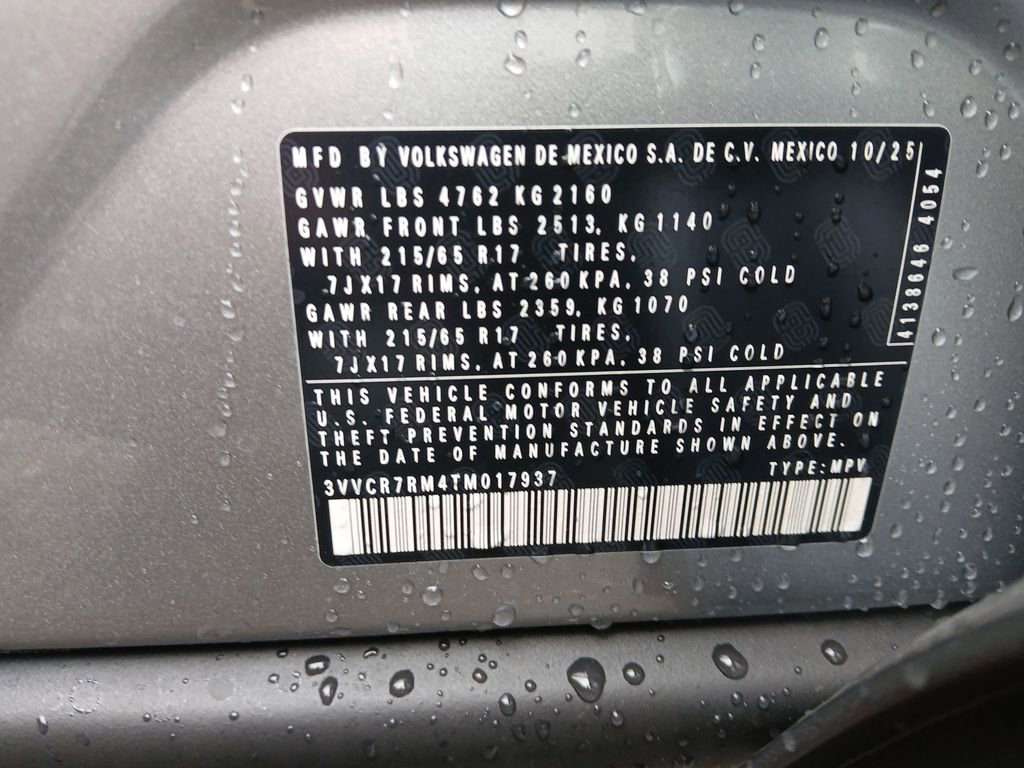 MFD BY VOLKSWAGEN DE MEXICO S.A. DE C.V. MEXICO 10/25
GVWR LBS 4762 KG 2160
GAWR FRONT LBS 2513, KG 1140
WITH 215/65 R17 TIRES,
7JX17 RIMS, AT 260 KPA, 38 PSI COLD
GAWR REAR LBS 2359, KG 1070
WITH 215/65 R17 TIRES,
7JX17 RIMS, AT 260 KPA, 38 PSI COLD
4138646 4054
THIS VEHICLE CONFORMS TO ALL APPLICABLE
U.S. FEDERAL MOTOR VEHICLE SAFETY AND
THEFT PREVENTION STANDARDS IN EFFECT ON
THE DATE OF MANUFACTURE SHOWN ABOVE.
TYPE: MPV
3VVCR7RM4TM017937